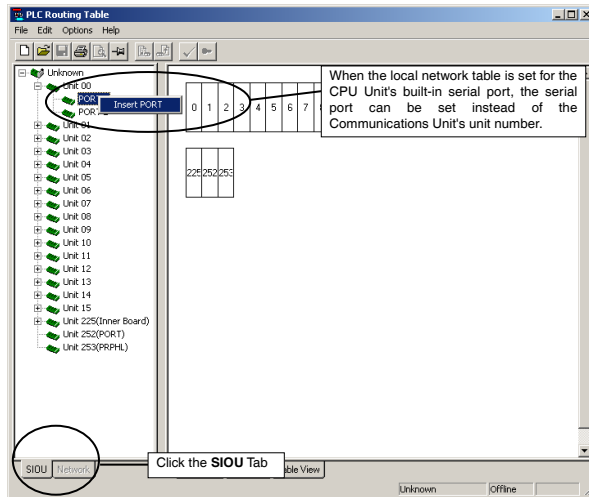 PLC Routing Table
File Edit Options Help
Unknown
Unit 00
Insert PORT
Unit 01
Unit 02
Unit 03
Unit 04
Unit 05
Unit 06
Unit 07
Unit 08
Unit 09
Unit 10
Unit 11
Unit 12
Unit 13
Unit 14
Unit 15
Unit 225(Inner Board)
Unit 252(PORT)
Unit 253(PRPHL)
0 1 2 3 4 5 6 7
225 252 253
When the local network table is set for the
CPU Unit's built-in serial port, the serial
port can be set instead of the
Communications Unit's unit number.
SIOU Network
Click the SIOU Tab
ble View
Unknown Offline